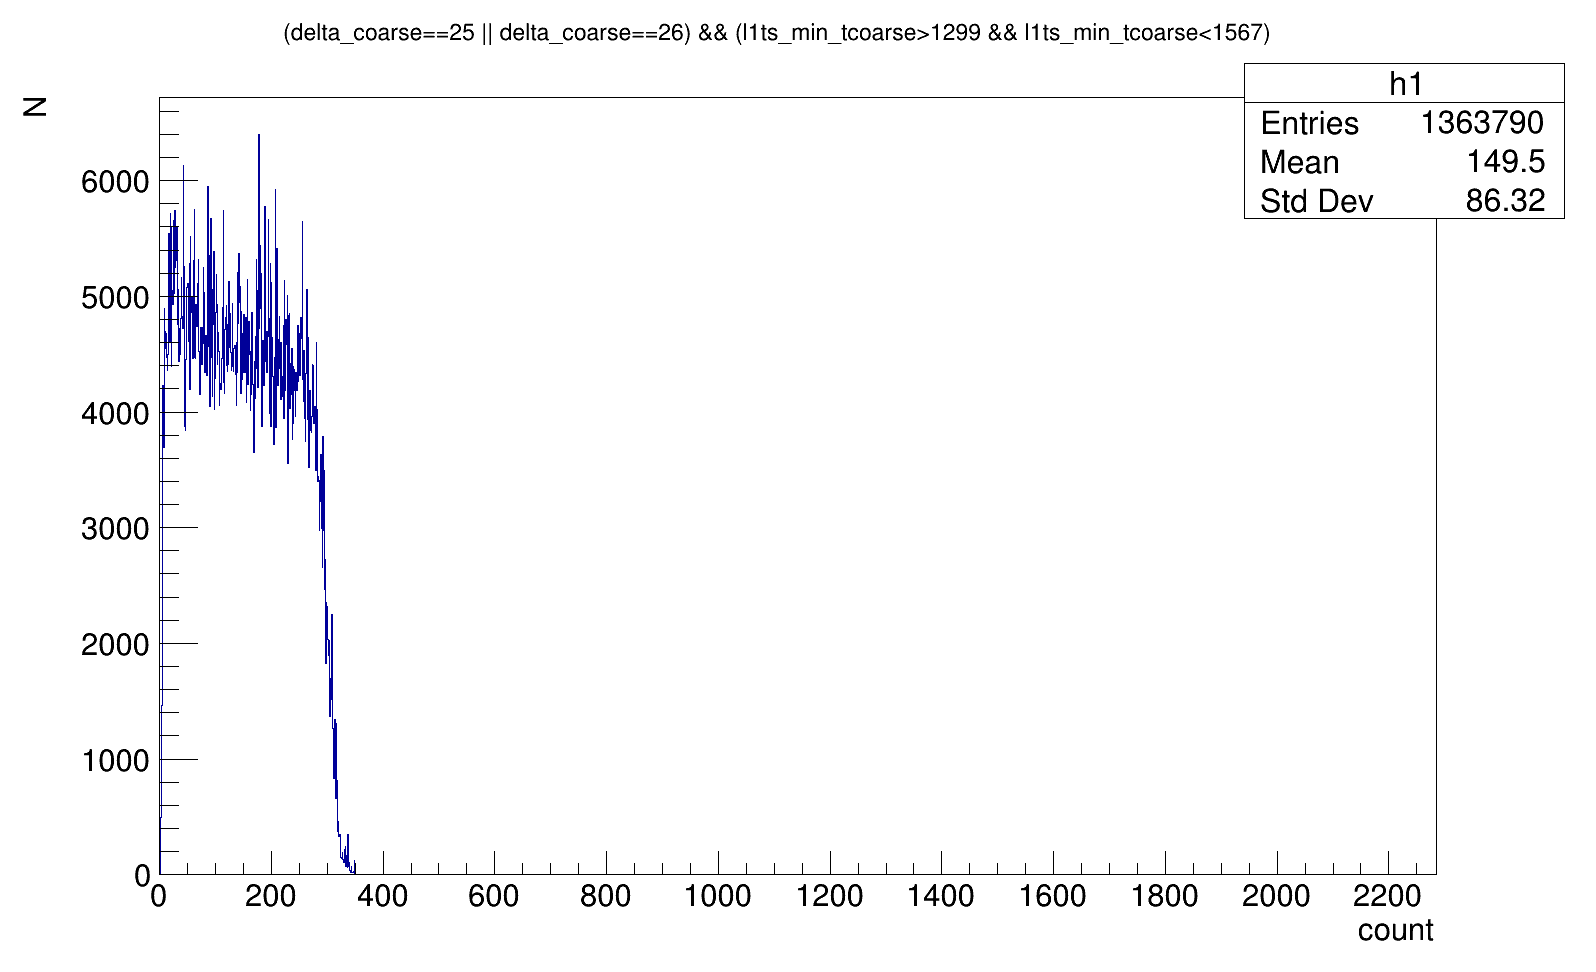 (delta_coarse==25 || delta_coarse==26) && (l1ts_min_tcoarse>1299 && l1ts_min_tcoarse<1567)
N
h1
Entries 1363790
Mean 149.5
Std Dev 86.32
6000
5000
4000
3000
2000
1000
0
0 200 400 600 800 1000 1200 1400 1600 1800 2000 2200
count